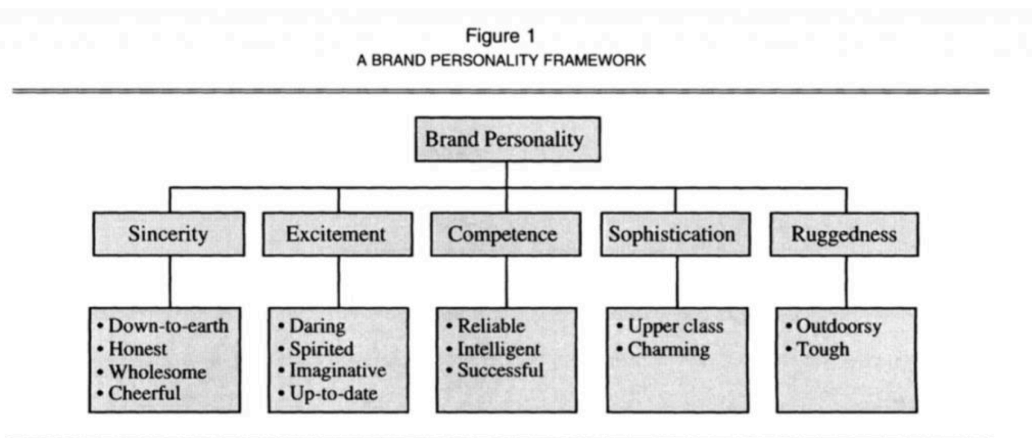 Figure 1
A BRAND PERSONALITY FRAMEWORK
Brand Personality
Sincerity
Excitement
Competence
Sophistication
Ruggedness
• Down-to-earth
• Honest
• Wholesome
• Cheerful
• Daring
• Spirited
• Imaginative
• Up-to-date
• Reliable
• Intelligent
• Successful
• Upper class
• Charming
• Outdoorsy
• Tough